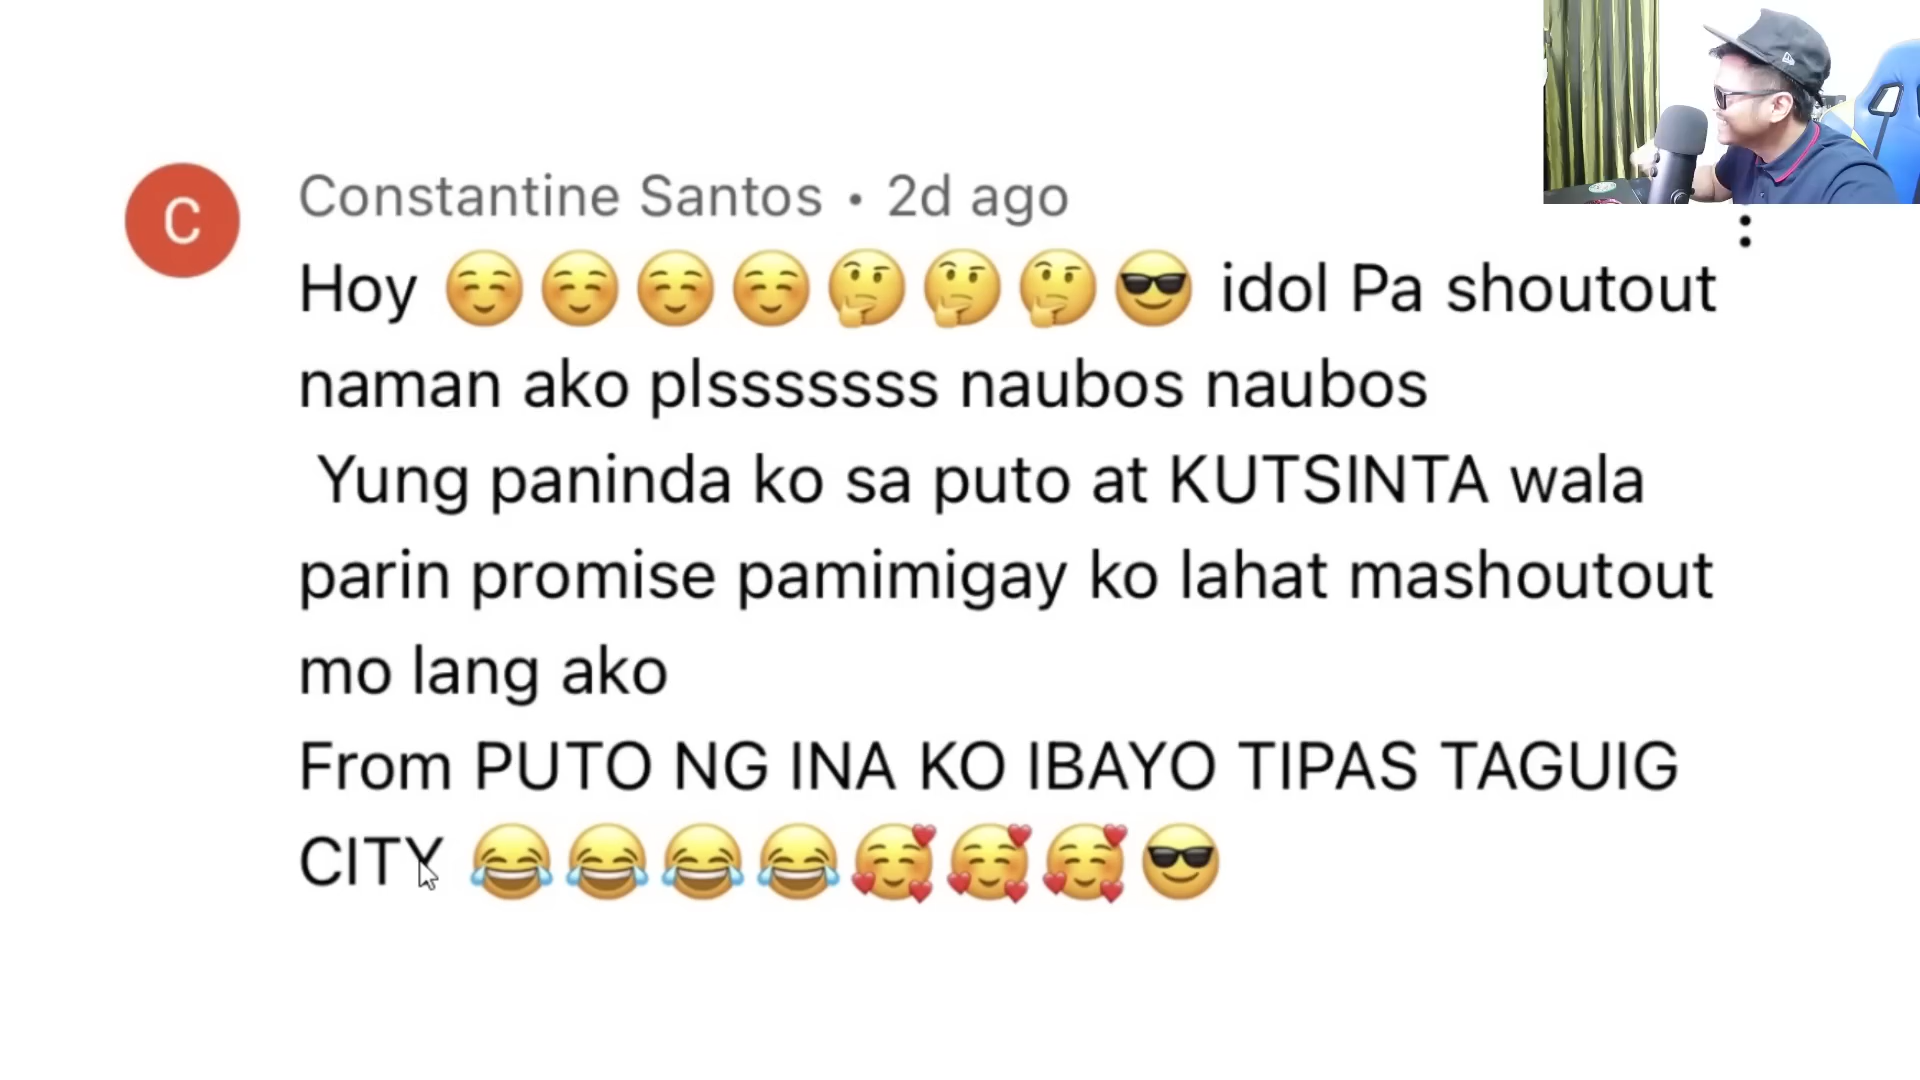 C
Constantine Santos • 2d ago
Hoy ☺️☺️☺️☺️🤔🤔🤔😎 idol Pa shoutout
naman ako plsssssss naubos naubos
Yung paninda ko sa puto at KUTSINTA wala
parin promise pamimigay ko lahat mashoutout
mo lang ako
From PUTO NG INA KO IBAYO TIPAS TAGUIG
CITY 😂😂😂😂🥰🥰🥰😎